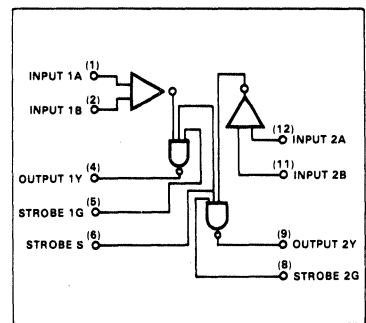 (1)
INPUT 1A
(2)
INPUT 1B
(12)
INPUT 2A
(11)
INPUT 2B
(4)
OUTPUT 1Y
(5)
STROBE 1G
(6)
STROBE S
(9)
OUTPUT 2Y
(8)
STROBE 2G